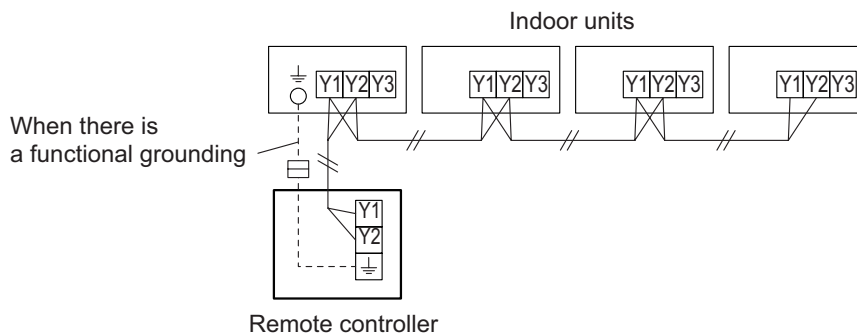 Indoor units
Y1 Y2 Y3 Y1 Y2 Y3 Y1 Y2 Y3 Y1 Y2 Y3
When there is
a functional grounding
Y1
Y2
Remote controller